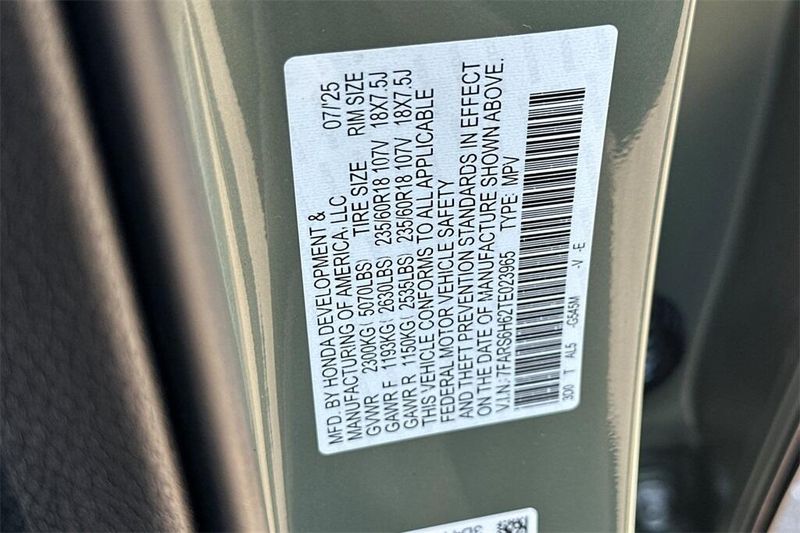 MFD. BY HONDA DEVELOPMENT &
MANUFACTURING OF AMERICA, LLC 07/'25
GVWR 2300KG( 5070LBS) TIRE SIZE RIM SIZE
GAWR F 1193KG( 2630LBS) 235/60R18 107V 18X7.5J
GAWR R 1150KG( 2535LBS) 235/60R18 107V 18X7.5J
THIS VEHICLE CONFORMS TO ALL APPLICABLE
FEDERAL MOTOR VEHICLE SAFETY
AND THEFT PREVENTION STANDARDS IN EFFECT
ON THE DATE OF MANUFACTURE SHOWN ABOVE.
V.I.N.: 7FARS6H62TE023965 TYPE: MPV
3D0 T AL5 -G545M -V -E